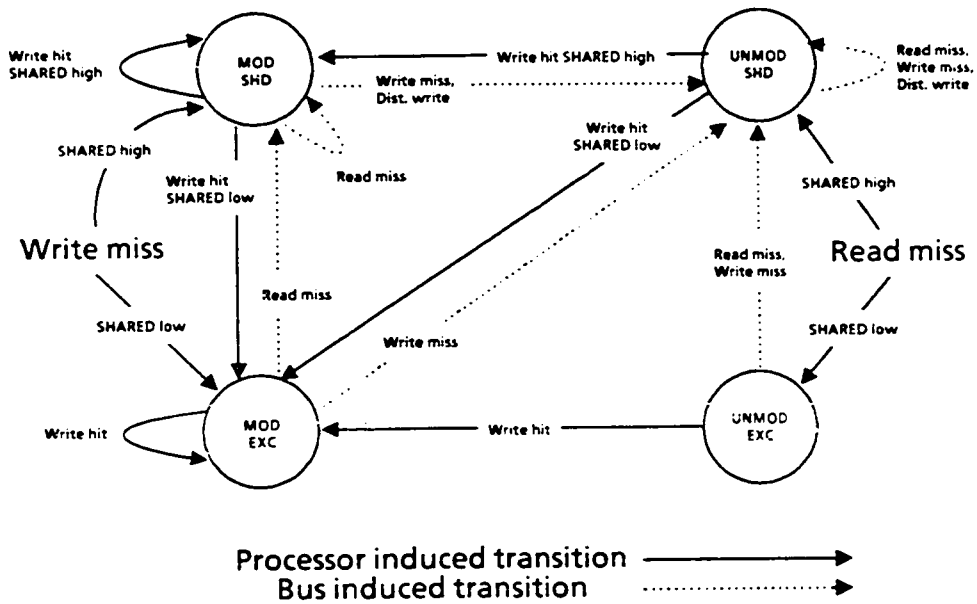 MOD
SHD
UNMOD
SHD
Write hit
SHARED high
Write hit SHARED high
Write miss,
Dist. write
Read miss,
Write miss,
Dist. write
SHARED high
Write hit
SHARED low
Read miss
Write hit
SHARED low
SHARED high
Write miss
Read miss
Read miss
Read miss,
Write miss
SHARED low
Write miss
SHARED low
Write hit
MOD
EXC
Write hit
UNMOD
EXC
Processor induced transition
Bus induced transition